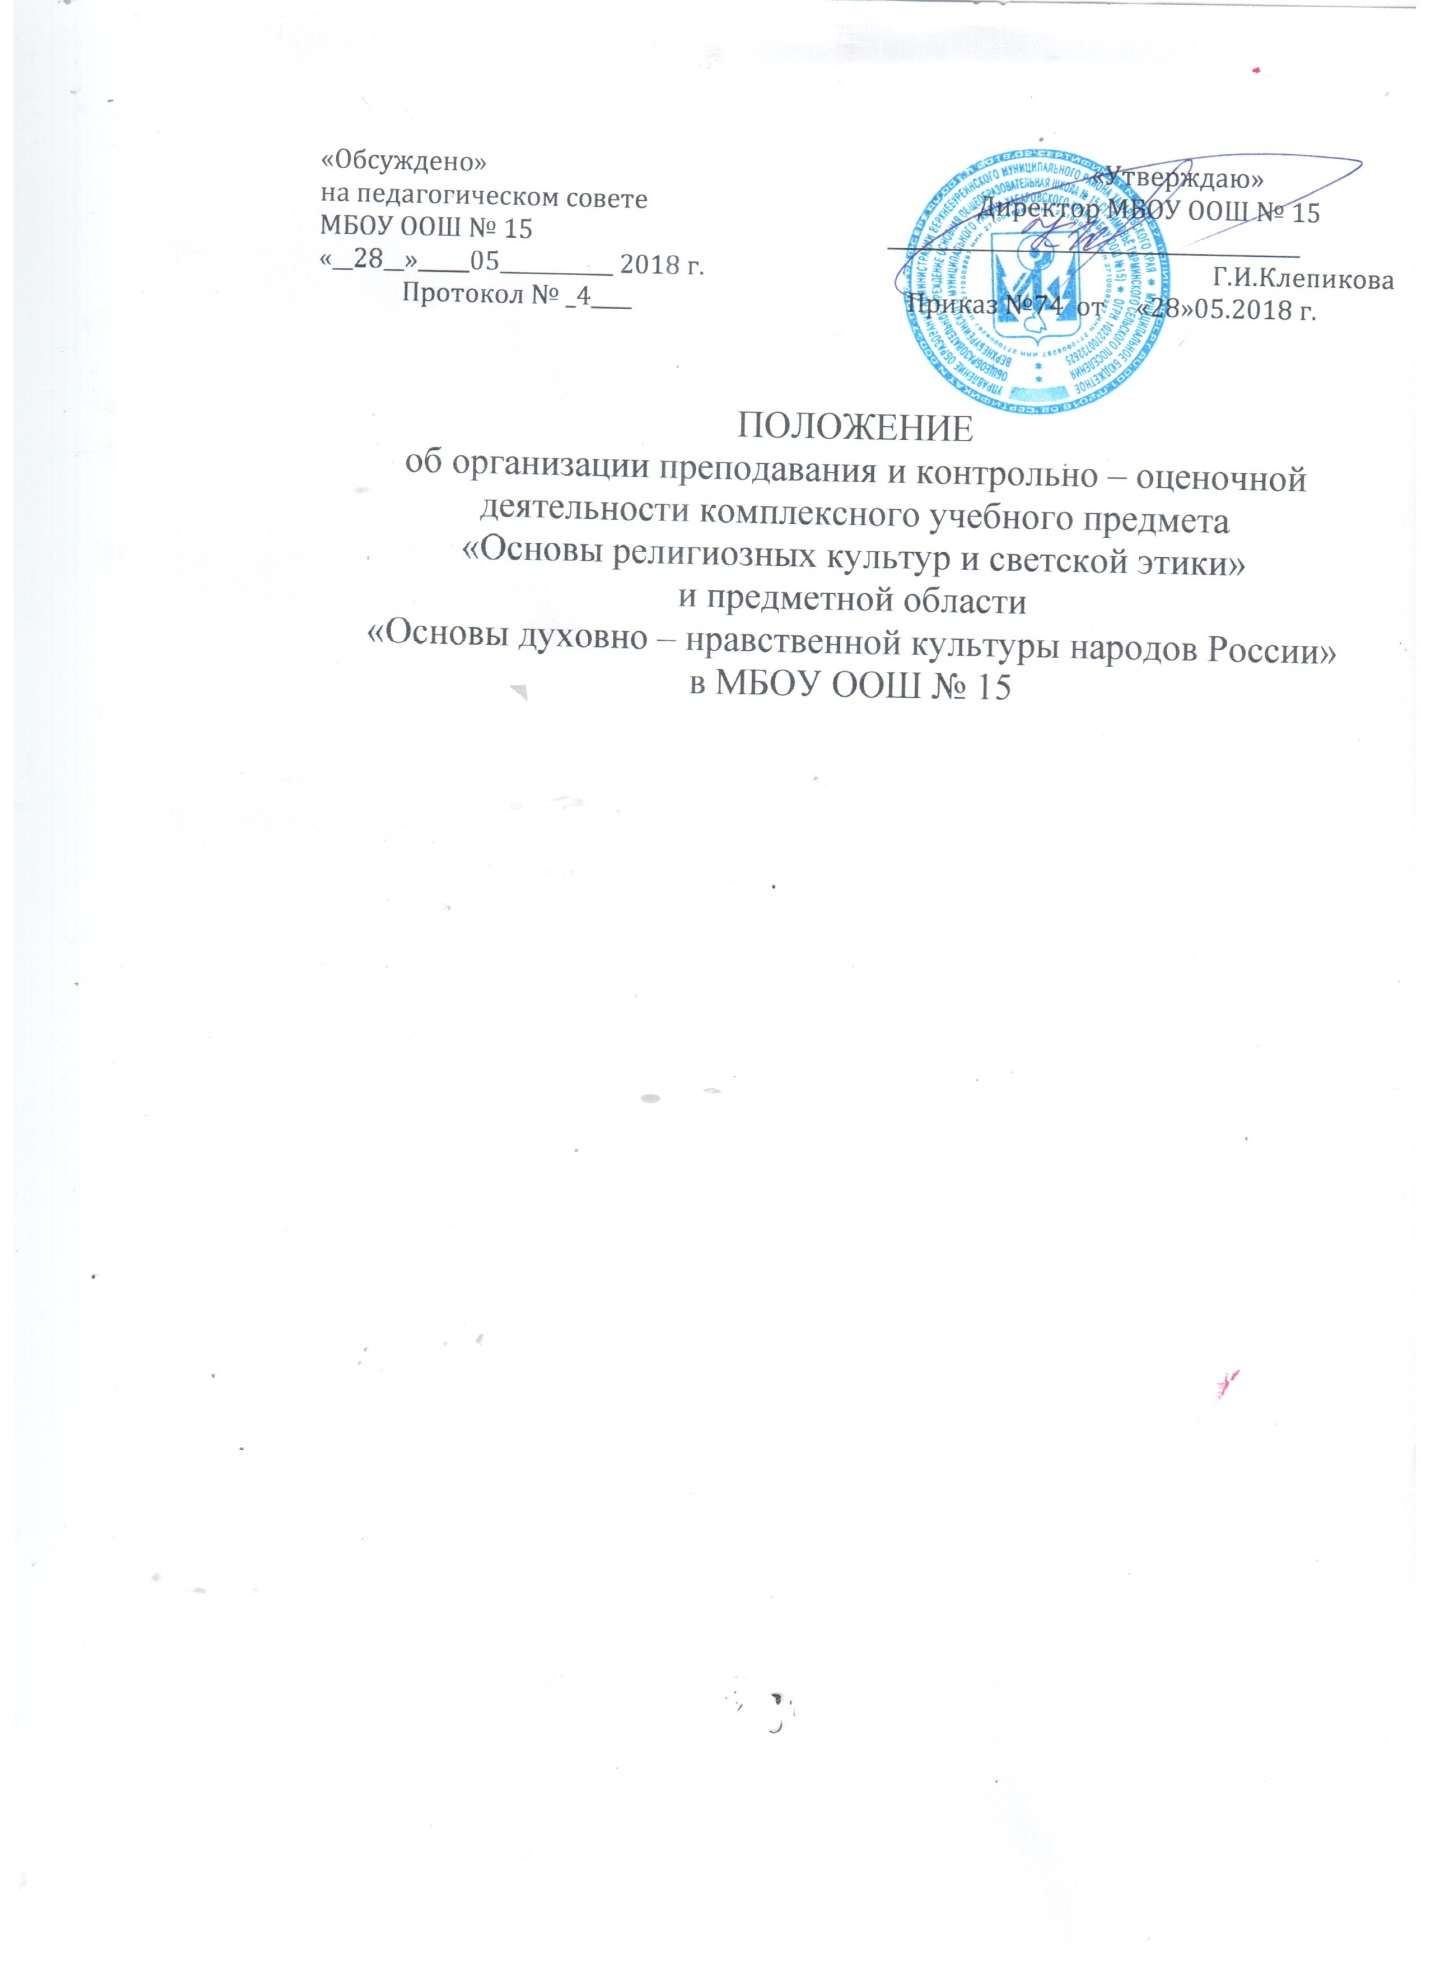 «Обсуждено»
на педагогическом совете
МБОУ ООШ № 15
«__28__»____05_________ 2018 г.
Протокол № _4___
«Утверждаю»
Директор МБОУ ООШ № 15
Г.И.Клепикова
Приказ №74 от «28»05.2018 г.
ПОЛОЖЕНИЕ
об организации преподавания и контрольно – оценочной
деятельности комплексного учебного предмета
«Основы религиозных культур и светской этики»
и предметной области
«Основы духовно – нравственной культуры народов России»
в МБОУ ООШ № 15